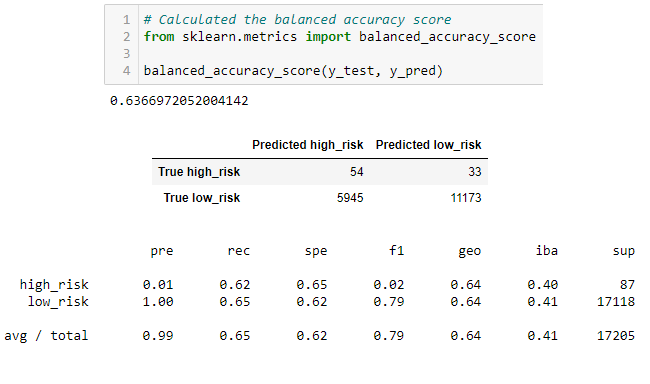 1 # Calculated the balanced accuracy score
2 from sklearn.metrics import balanced_accuracy_score
3
4 balanced_accuracy_score(y_test, y_pred)
0.6366972052004142
Predicted high_risk Predicted low_risk
True high_risk 54 33
True low_risk 5945 11173
pre rec spe f1 geo iba sup
high_risk 0.01 0.62 0.65 0.02 0.64 0.40 87
low_risk 1.00 0.65 0.62 0.79 0.64 0.41 17118
avg / total 0.99 0.65 0.62 0.79 0.64 0.41 17205